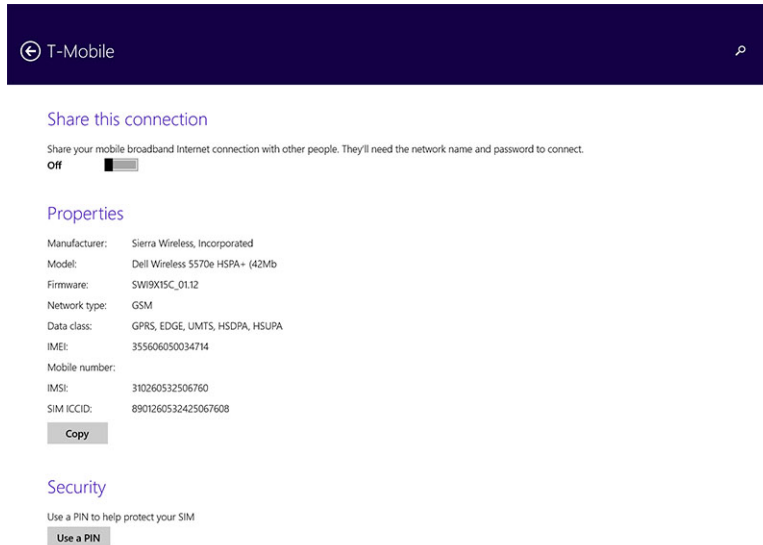 T-Mobile
Share this connection
Share your mobile broadband Internet connection with other people. They'll need the network name and password to connect.
Off
Properties
Manufacturer: Sierra Wireless, Incorporated
Model: Dell Wireless 5570e HSPA+ (42Mb
Firmware: SWI9X15C_01.12
Network type: GSM
Data class: GPRS, EDGE, UMTS, HSDPA, HSUPA
IMEI: 355606050034714
Mobile number:
IMSI: 310260532506760
SIM ICCID: 8901260532425067608
Copy
Security
Use a PIN to help protect your SIM
Use a PIN